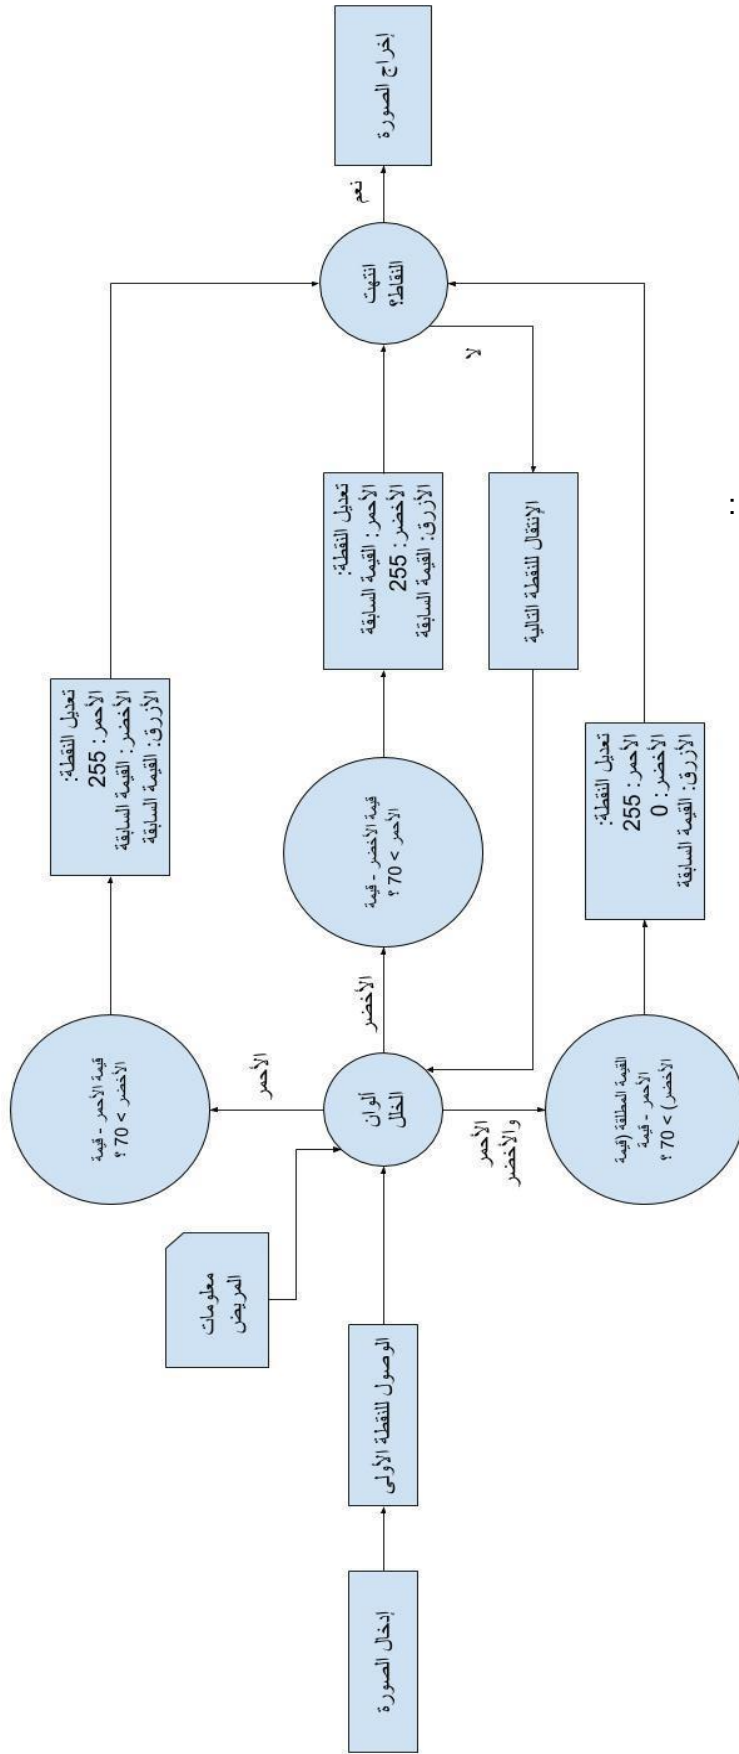 إدخال الصورة
الوصول للنقطة الأولى
معلومات
المريض
ألوان
الخلل
الأحمر
قيمة الأحمر - قيمة
الأخضر > 70 ؟
تعديل النقطة:
الأحمر: 255
الأخضر: القيمة السابقة
الأزرق: القيمة السابقة
الأخضر
قيمة الأخضر - قيمة
الأحمر > 70 ؟
تعديل النقطة:
الأحمر: القيمة السابقة
الأخضر: 255
الأزرق: القيمة السابقة
الأحمر
والأخضر
القيمة المطلقة (قيمة
الأحمر - قيمة
الأخضر) > 70 ؟
تعديل النقطة:
الأحمر: 255
الأخضر: 0
الأزرق: القيمة السابقة
انتهت
النقاط؟
لا
الإنتقال للنقطة التالية
نعم
إخراج الصورة
: